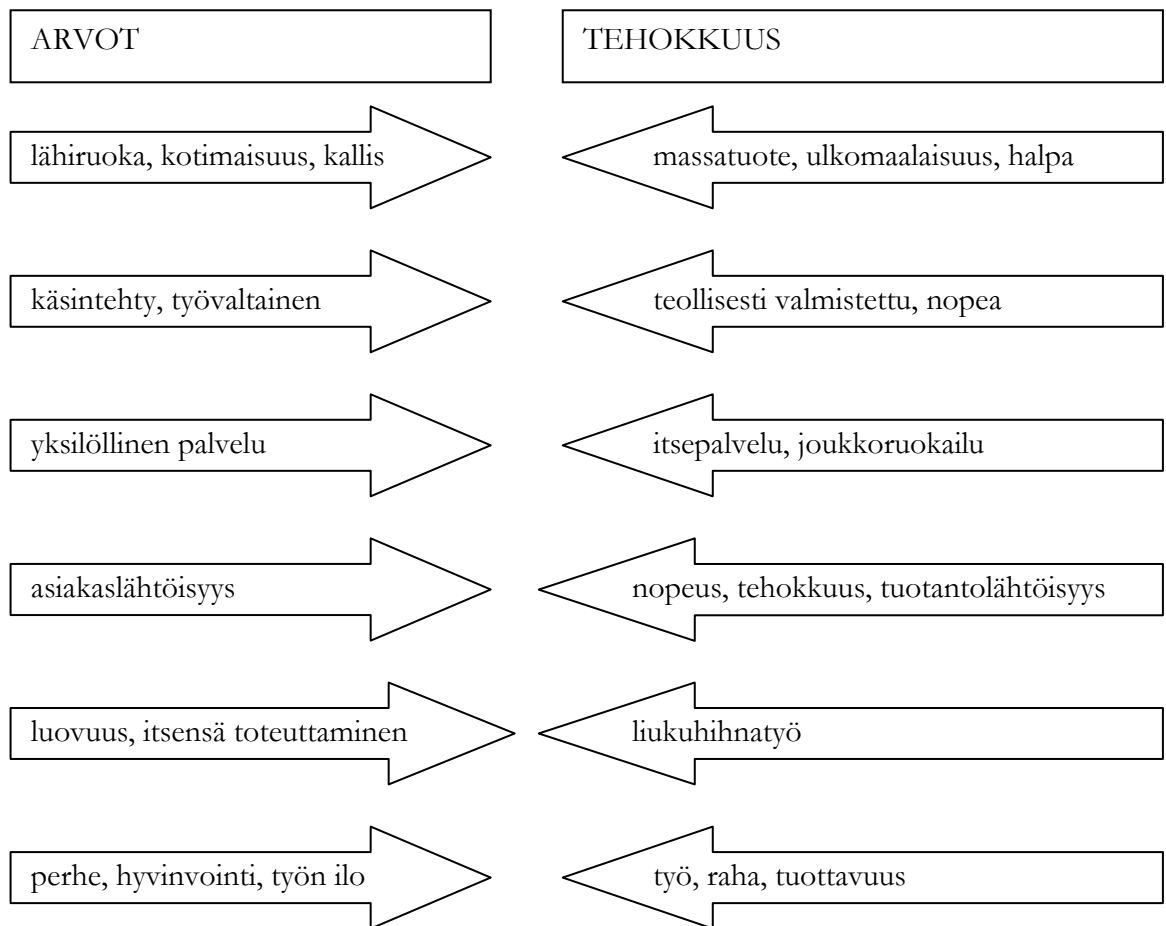 ARVOT
TEHOKKUUS
lähiruoka, kotimaisuus, kallis
massatuote, ulkomaalaisuus, halpa
käsintehty, työvaltainen
teollisesti valmistettu, nopea
yksilöllinen palvelu
itsepalvelu, joukkoruokailu
asiakaslähtöisyys
nopeus, tehokkuus, tuotantolähtöisyys
luovuus, itsensä toteuttaminen
liukuhihnatyö
perhe, hyvinvointi, työn ilo
työ, raha, tuottavuus